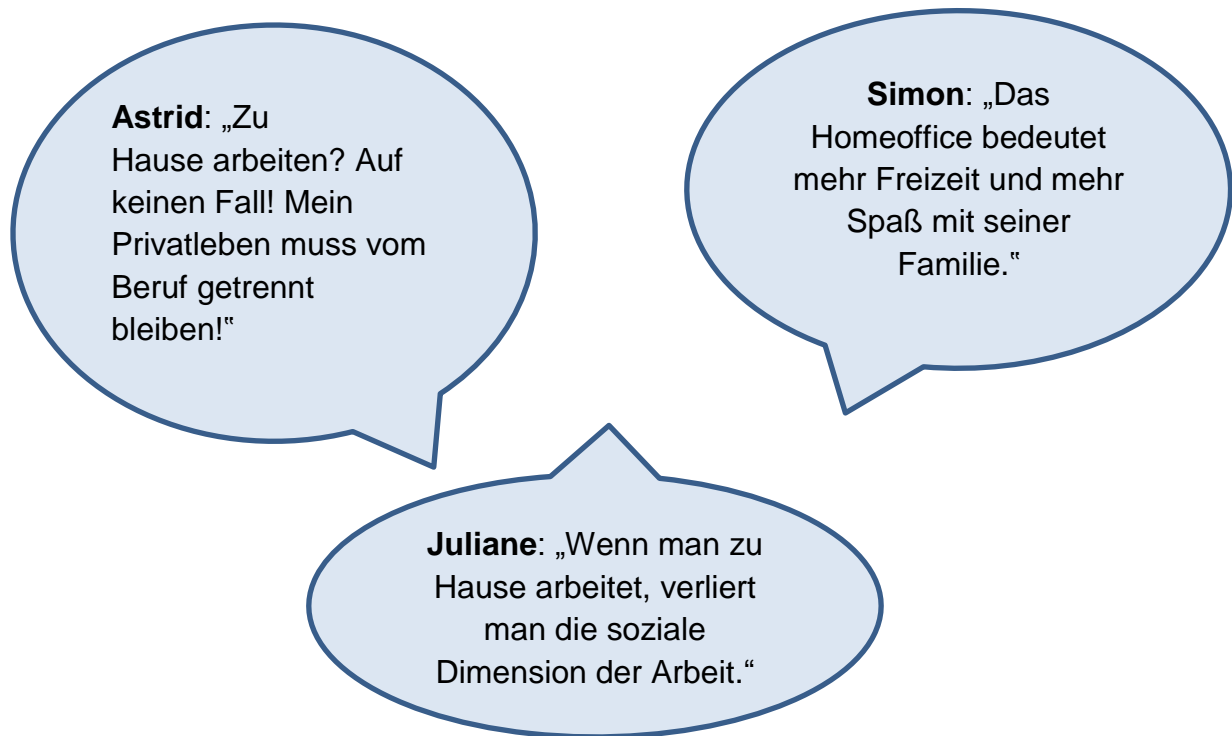 Astrid: „Zu
Hause arbeiten? Auf
keinen Fall! Mein
Privatleben muss vom
Beruf getrennt
bleiben!“
Simon: „Das
Homeoffice bedeutet
mehr Freizeit und mehr
Spaß mit seiner
Familie.“
Juliane: „Wenn man zu
Hause arbeitet, verliert
man die soziale
Dimension der Arbeit.“